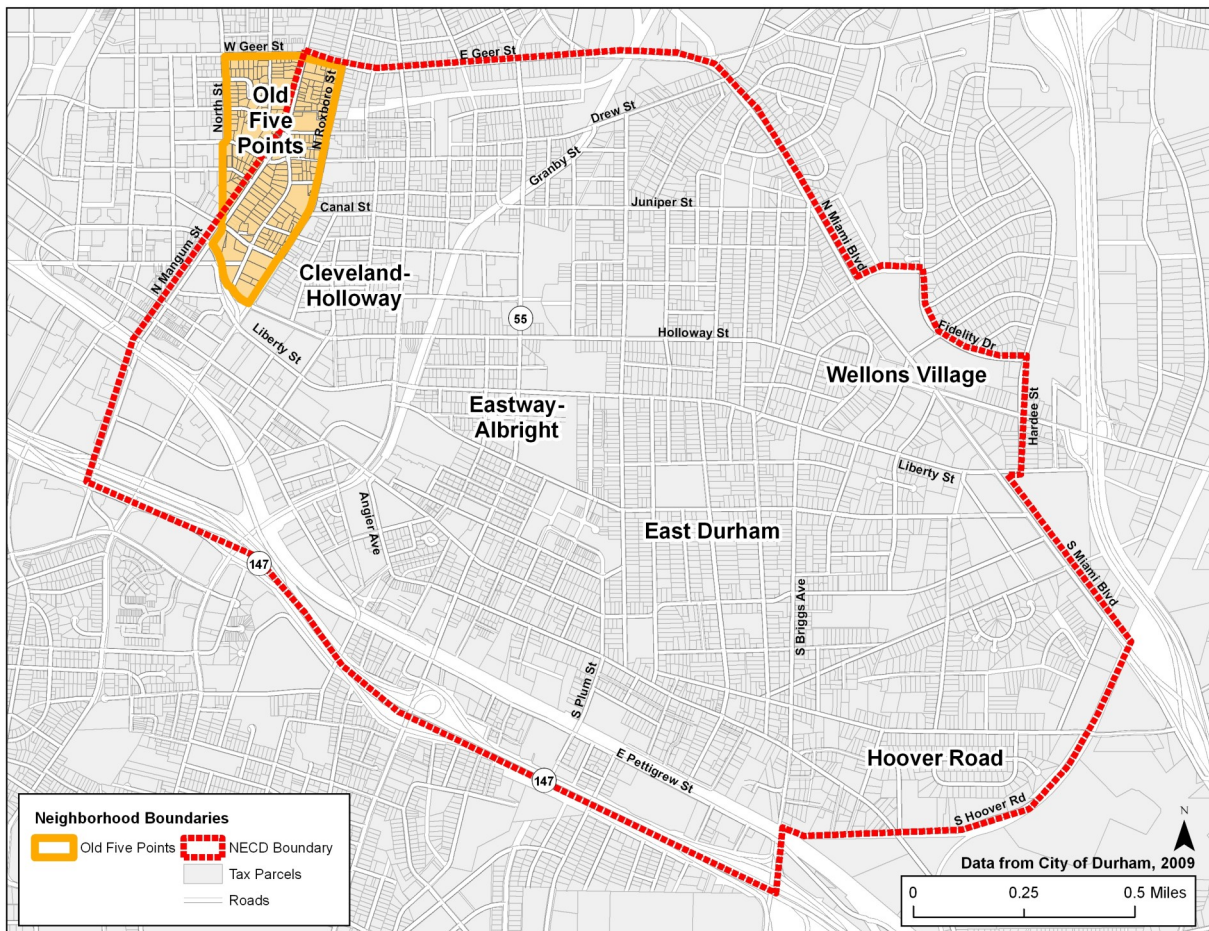 W Geer St
E Geer St
North St
Old
Five
Points
N Roxboro St
Drew St
Granby St
Canal St
Juniper St
N Mangum St
N Miami Blvd
Cleveland-
Holloway
55
Liberty St
Holloway St
Fidelity Dr
Wellons Village
Hardee St
Eastway-
Albright
Liberty St
Angier Ave
East Durham
147
S Miami Blvd
S Briggs Ave
S Plum St
E Pettigrew St
Hoover Road
147
S Hoover Rd
Neighborhood Boundaries
Old Five Points
NECD Boundary
Tax Parcels
Roads
N
Data from City of Durham, 2009
0 0.25 0.5 Miles